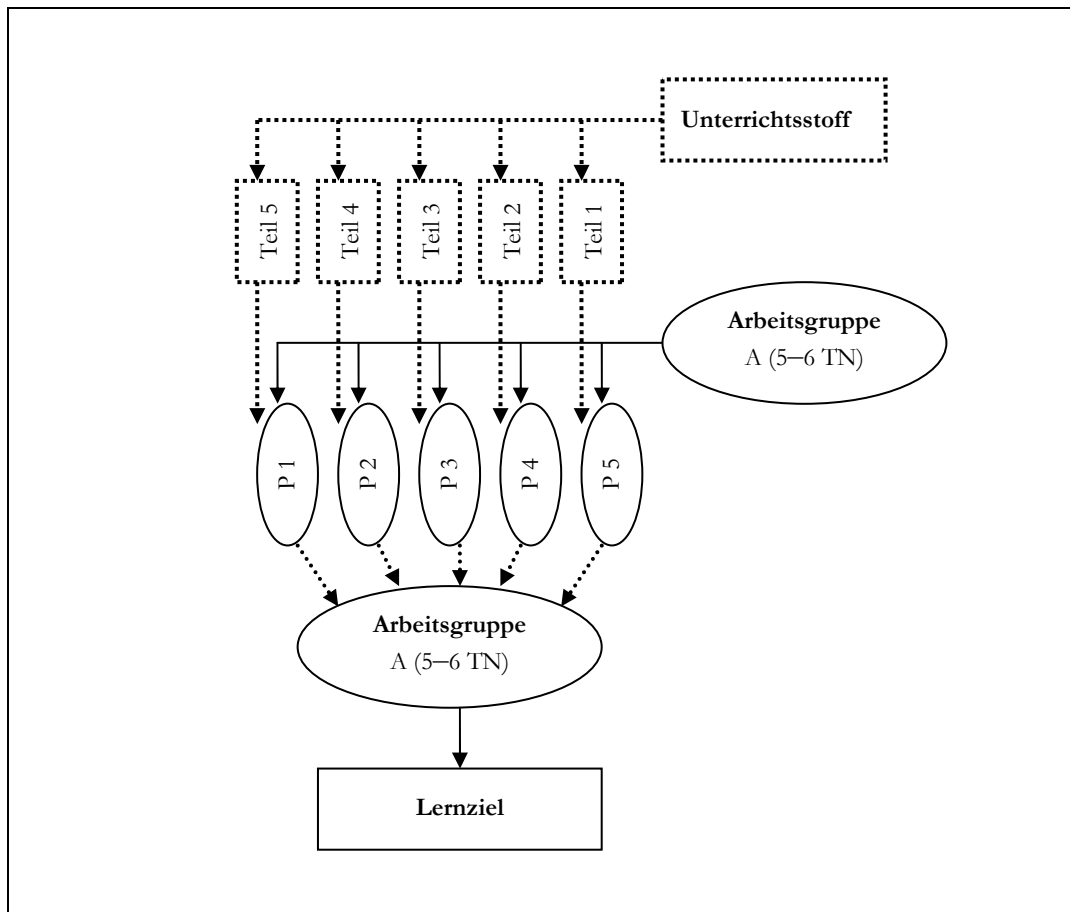 Unterrichtsstoff
Teil 5
Teil 4
Teil 3
Teil 2
Teil 1
Arbeitsgruppe
A (5–6 TN)
P 1
P 2
P 3
P 4
P 5
Arbeitsgruppe
A (5–6 TN)
Lernziel